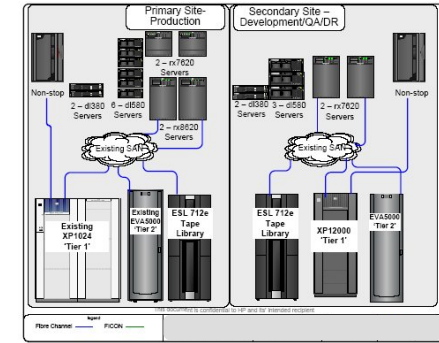 Primary Site-
Production
Secondary Site –
Development/QA/DR
Non-stop
2 – dl380
Servers
6 – dl580
Servers
2 – rx7620
Servers
2 – rx8620
Servers
Existing SAN
Existing
XP1024
'Tier 1'
Existing
EVA5000
'Tier 2'
ESL 712e
Tape
Library
2 – dl380
Servers
3 – dl580
Servers
2 – rx7620
Servers
Non-stop
Existing SAN
ESL 712e
Tape
Library
XP12000
'Tier 1'
EVA5000
'Tier 2'
This document is confidential to HP and its' intended recipient
legend
Fibre Channel
FICON